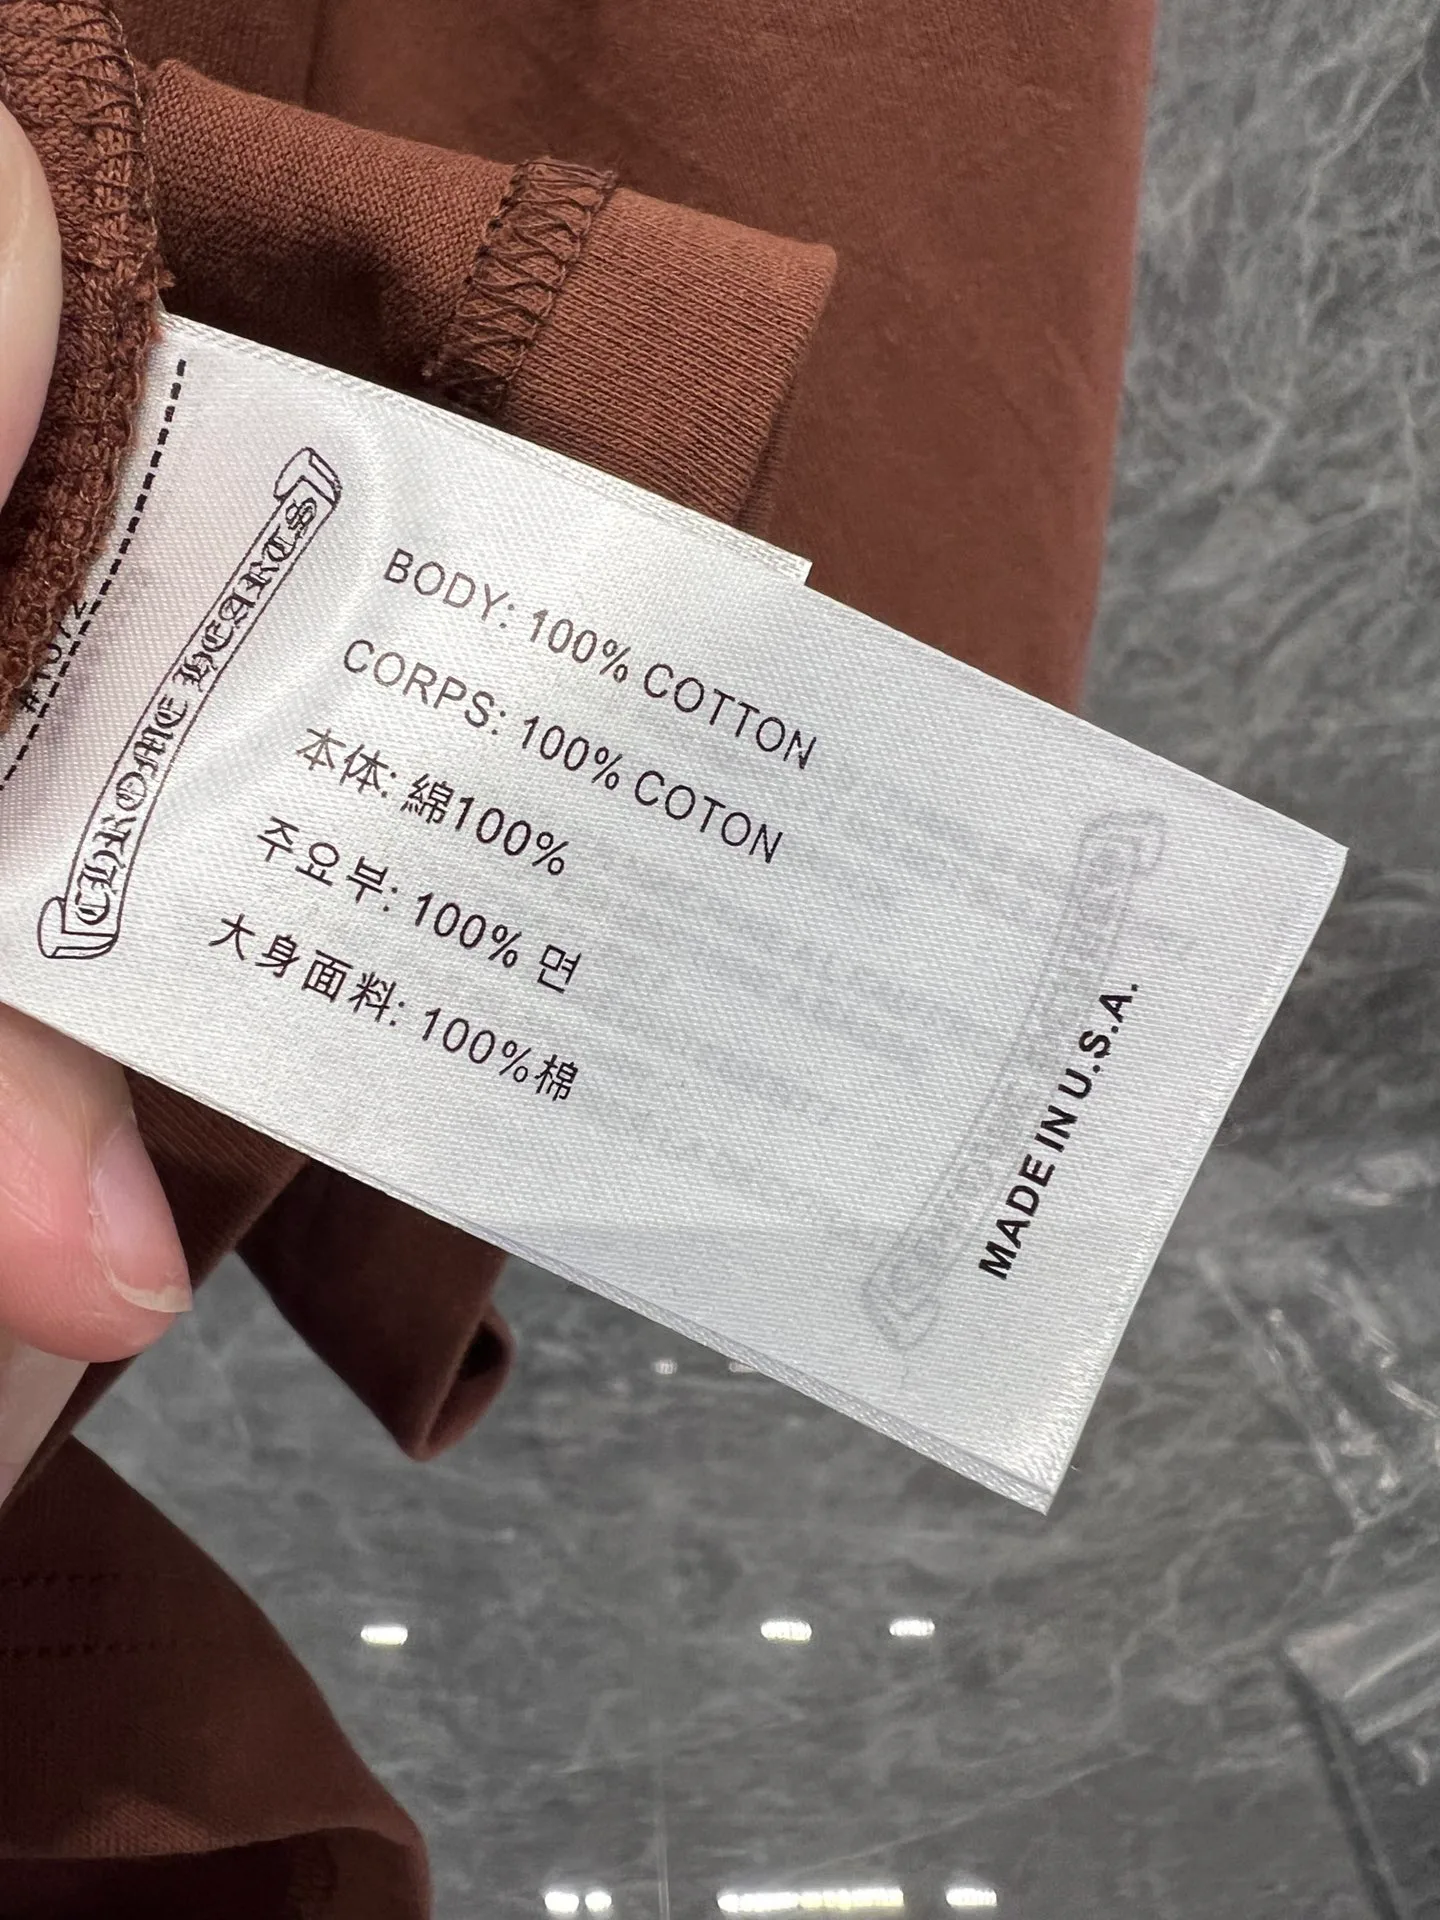 CHROME HEARTS
BODY: 100% COTTON
CORPS: 100% COTON
本体: 綿100%
주요부: 100% 면
大身面料: 100%棉
MADE IN U.S.A.